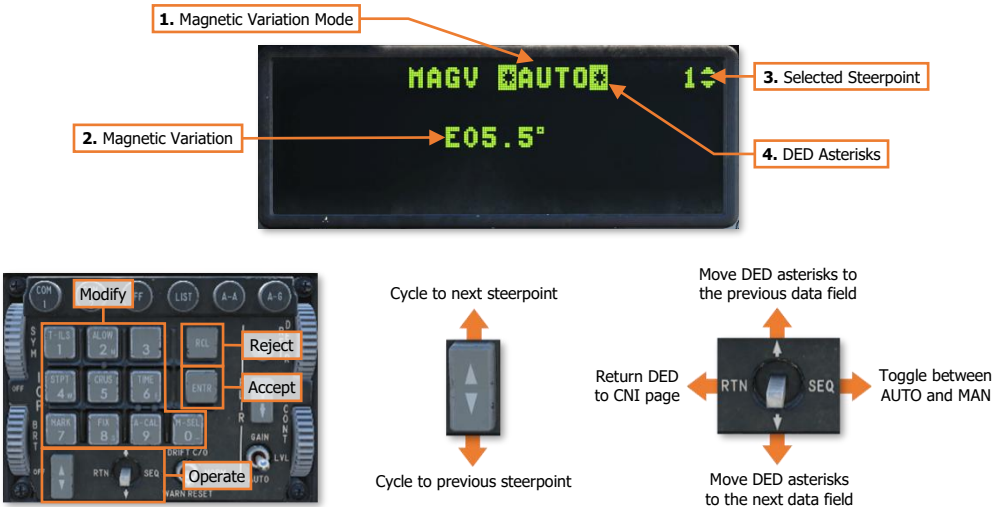 1. Magnetic Variation Mode
MAGV *AUTO* 1
3. Selected Steerpoint
2. Magnetic Variation
E05.5°
4. DED Asterisks
COM
1
Modify
FF
LIST
A-A
A-G
T-ILS
1
ALOW
2
3
RCL
Reject
STPT
4
CRUS
5
TIME
6
ENTR
Accept
MARK
7
FIX
8
A-CAL
9
M-SEL
0
SYM
OFF
BRT
CONT
GAIN
LVL
AUTO
DRIFT C/O
RTN
SEQ
Operate
WARN RESET
Cycle to next steerpoint
Cycle to previous steerpoint
Move DED asterisks to
the previous data field
Return DED
to CNI page
RTN
SEQ
Toggle between
AUTO and MAN
Move DED asterisks
to the next data field